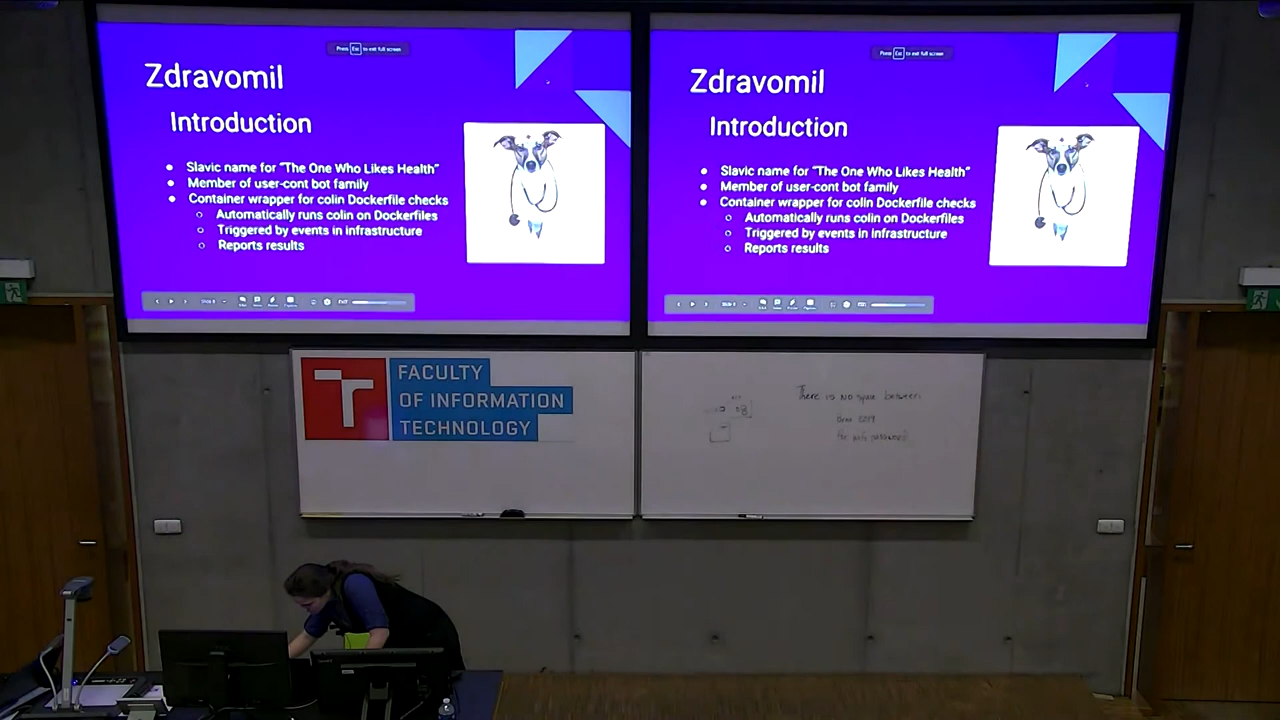 Press Esc to exit full screen
Zdravomil
Introduction
● Slavic name for "The One Who Likes Health"
● Member of user-cont bot family
● Container wrapper for colin Dockerfile checks
○ Automatically runs colin on Dockerfiles
○ Triggered by events in infrastructure
○ Reports results
Press Esc to exit full screen
Zdravomil
Introduction
● Slavic name for "The One Who Likes Health"
● Member of user-cont bot family
● Container wrapper for colin Dockerfile checks
○ Automatically runs colin on Dockerfiles
○ Triggered by events in infrastructure
○ Reports results
T
FACULTY
OF INFORMATION
TECHNOLOGY
There is no space between